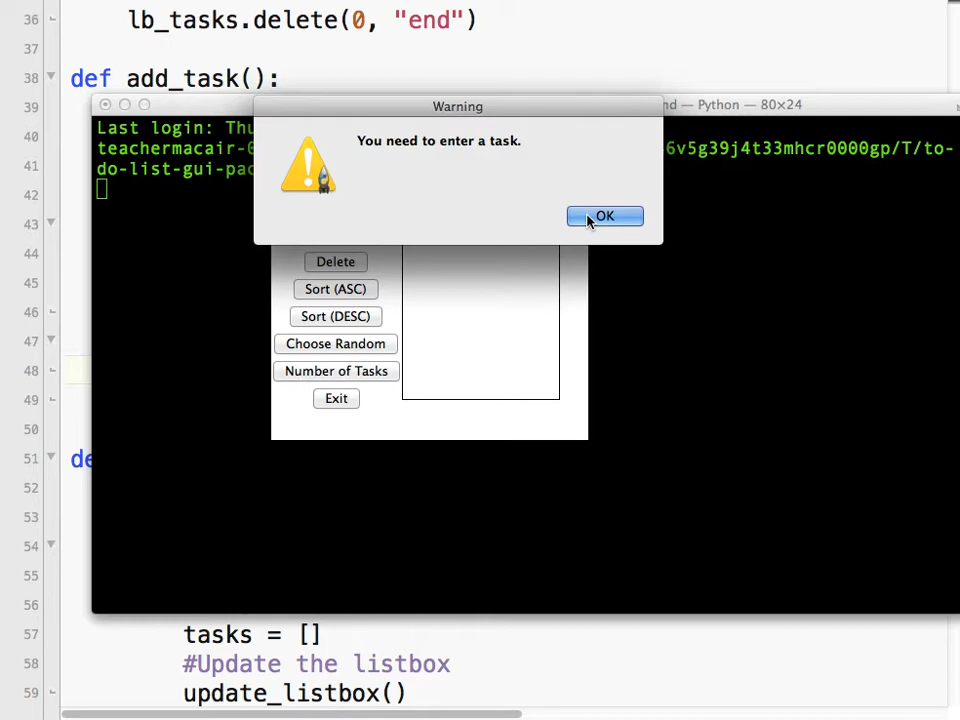 36 lb_tasks.delete(0, "end")
37
38 def add_task():
39
nd — Python — 80×24
Warning
Last login: Thu
You need to enter a task.
40
teachermacair-
6v5g39j4t33mhcr0000gp/T/to-
41
do-list-gui-pac
42
OK
43
44
Delete
45
Sort (ASC)
46
Sort (DESC)
47
Choose Random
48
Number of Tasks
49
Exit
50
51 de
52
53
54
55
56
57 tasks = []
58 #Update the listbox
59 update_listbox()